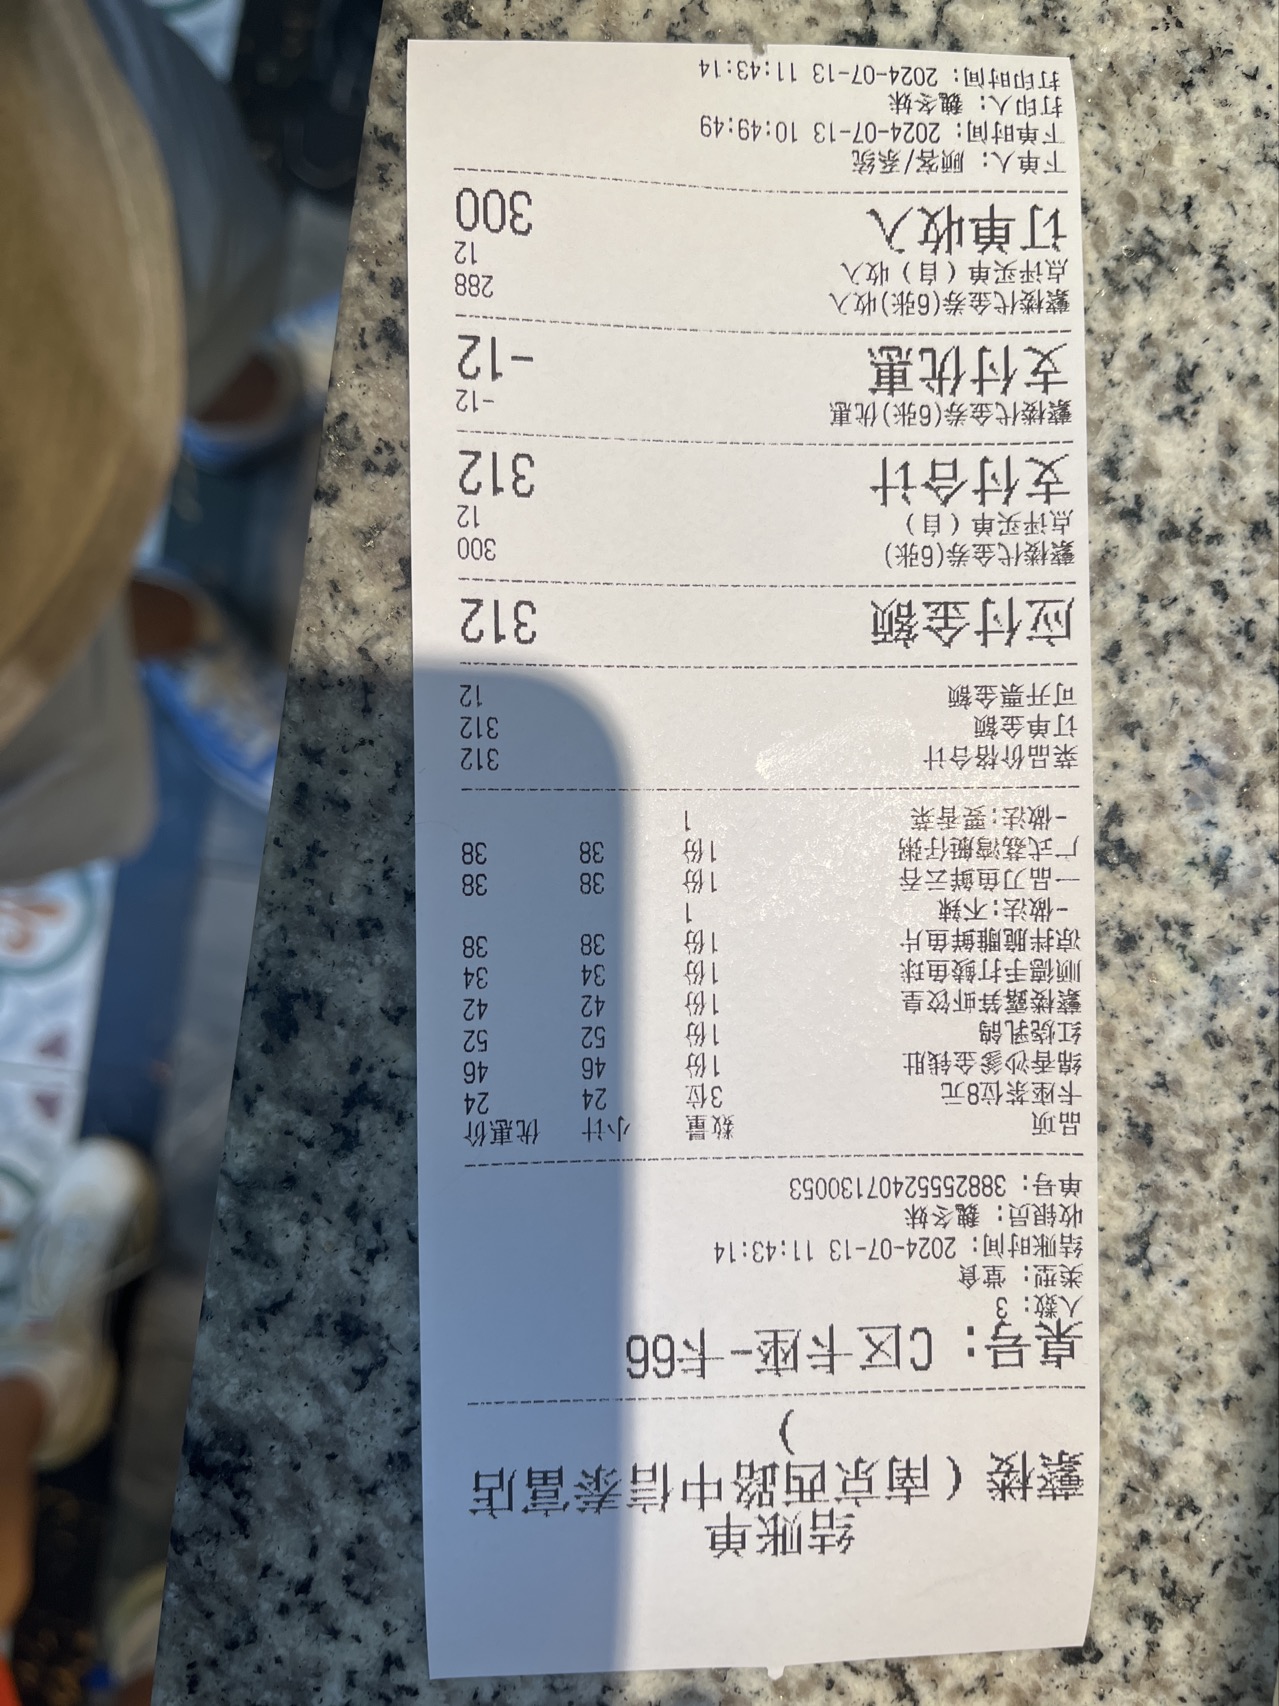 结账单
蘩楼（南京西路中信泰富店
）
桌号：C区卡座-卡66
人数：3
类型：堂食
结账时间：2024-07-13 11:43:14
收银员：魏冬妹
单号：3882555240713​0053
品项 数量 小计 优惠价
卡座茶位8元 3位 24 24
绵香沙爹金钱肚 1份 46 46
红烧乳鸽 1份 52 52
蘩楼露笋虾饺皇 1份 42 42
顺德手打鲮鱼球 1份 34 34
凉拌脆雕鲜鱼片 1份 38 38
-做法:不辣 1
一品刀鱼鲜云吞 1份 38 38
广式荔湾艇仔粥 1份 38 38
-做法:要香菜 1
菜品价格合计 312
订单金额 312
可开票金额 12
应付金额 312
蘩楼代金券(6张) 300
点评买单（自） 12
支付合计 312
蘩楼代金券(6张)优惠 -12
支付优惠 -12
蘩楼代金券(6张)收入 288
点评买单（自）收入 12
订单收入 300
下单人：顾客/系统
下单时间：2024-07-13 10:49:49
打印人：魏冬妹
打印时间：2024-07-13 11:43:14